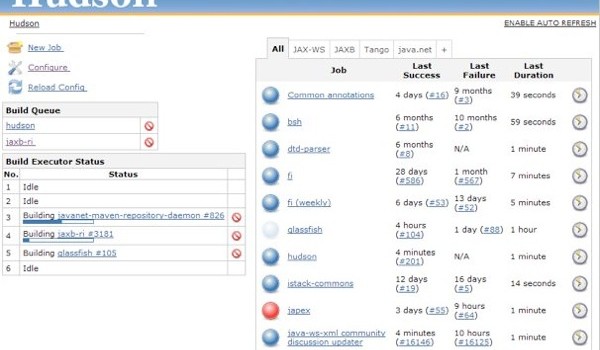 Hudson
Hudson
ENABLE AUTO REFRESH
New Job
Configure
Reload Config
Build Queue
hudson
jaxb-ri
Build Executor Status
No. Status
1 Idle
2 Idle
3 Building javanet-maven-repository-daemon #826
4 Building jaxb-ri #3181
5 Building glassfish #105
6 Idle
All JAX-WS JAXB Tango java.net +
Job Last Success Last Failure Last Duration
Common annotations 4 days (#16) 9 months (#3) 39 seconds
bsh 6 months (#11) 10 months (#2) 59 seconds
dtd-parser 6 months (#8) N/A 1 minute
fi 28 days (#586) 1 month (#567) 7 minutes
fi (weekly) 6 days (#53) 13 days (#52) 5 minutes
glassfish 4 hours (#104) 1 day (#88) 1 hour
hudson 4 minutes (#201) N/A 1 minute
istack-commons 12 days (#19) 16 days (#5) 14 seconds
japex 3 days (#55) 9 hours (#64) 1 minute
java-ws-xml community discussion updater 4 minutes (#16146) 10 hours (#16125) 1 minute